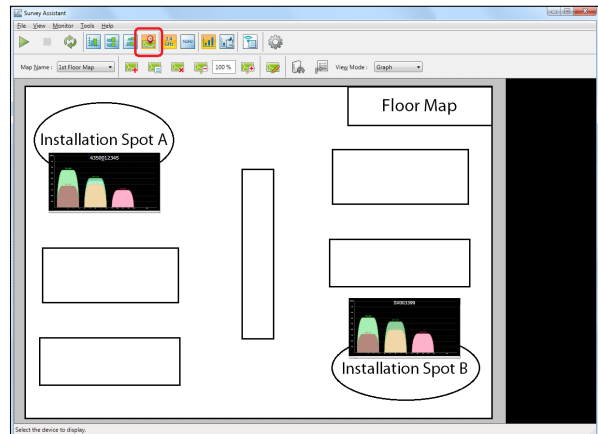 Survey Assistant
File View Monitor Tools Help
Map Name : 1st Floor Map 100 % View Mode : Graph
Floor Map
Installation Spot A
4350012345
SX003390
Installation Spot B
Select the device to display.